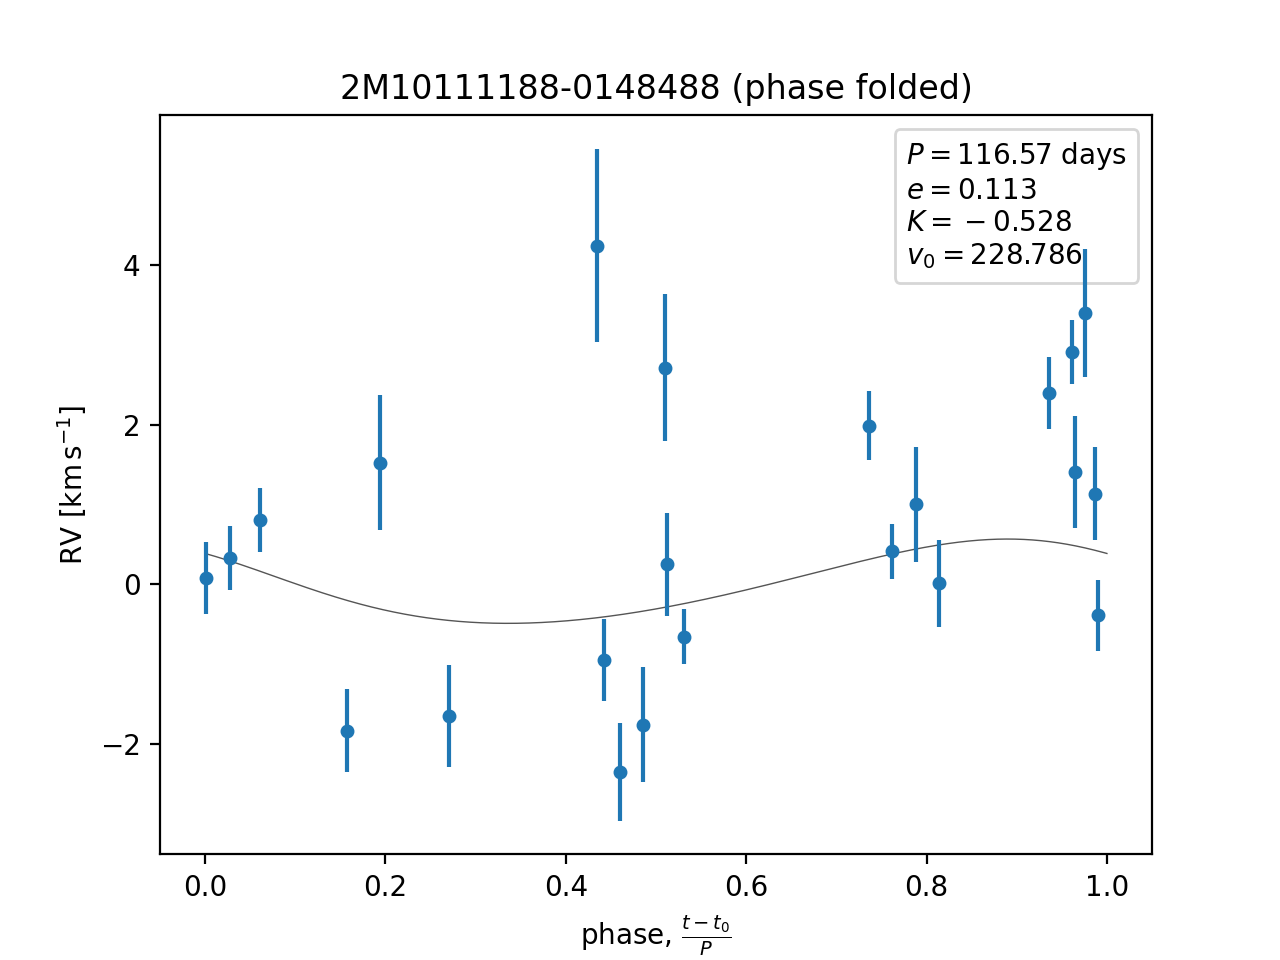 2M10111188-0148488 (phase folded)
P = 116.57 days
e = 0.113
K = −0.528
v₀ = 228.786
RV [km s⁻¹]
4
2
0
−2
0.0 0.2 0.4 0.6 0.8 1.0
phase, (t − t₀)/P